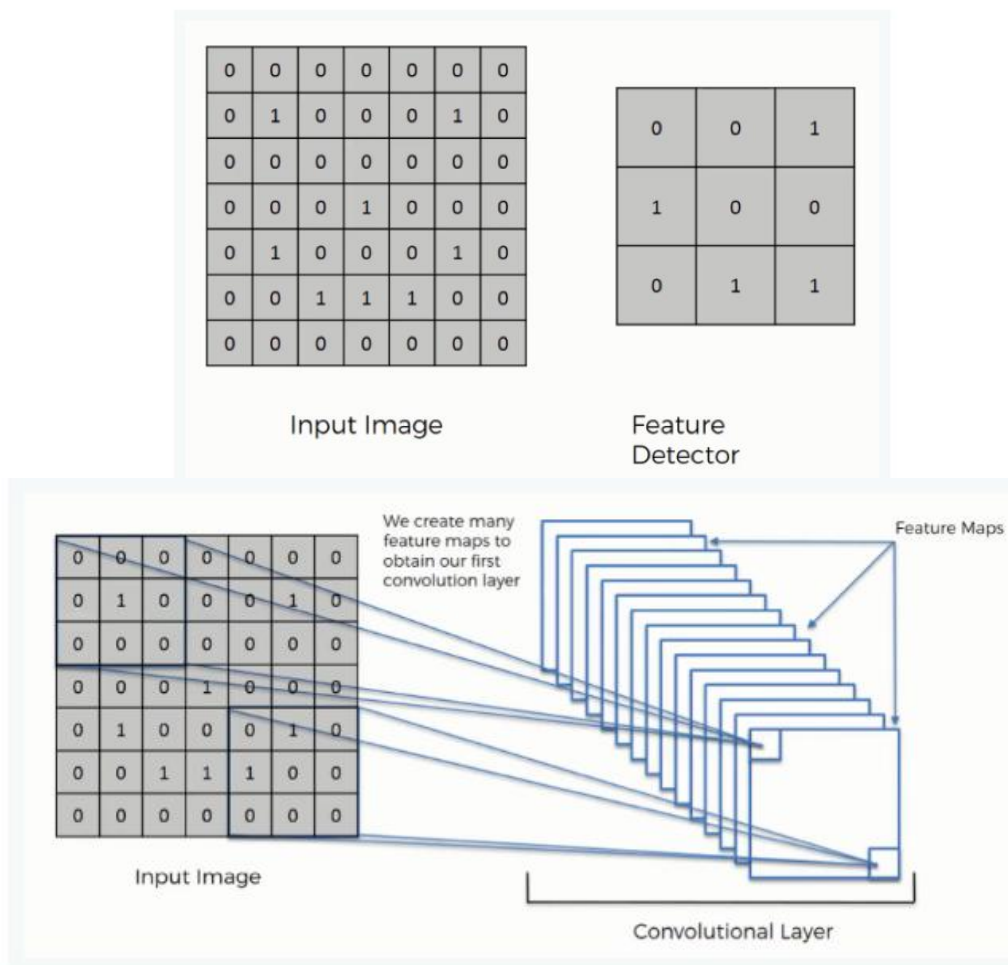 0 0 0 0 0 0 0
0 1 0 0 0 1 0
0 0 0 0 0 0 0
0 0 0 1 0 0 0
0 1 0 0 0 1 0
0 0 1 1 1 0 0
0 0 0 0 0 0 0
Input Image
0 0 1
1 0 0
0 1 1
Feature
Detector
0 0 0 0 0 0 0
0 1 0 0 0 1 0
0 0 0 0 0 0 0
0 0 0 1 0 0 0
0 1 0 0 0 1 0
0 0 1 1 1 0 0
0 0 0 0 0 0 0
Input Image
We create many
feature maps to
obtain our first
convolution layer
Feature Maps
Convolutional Layer